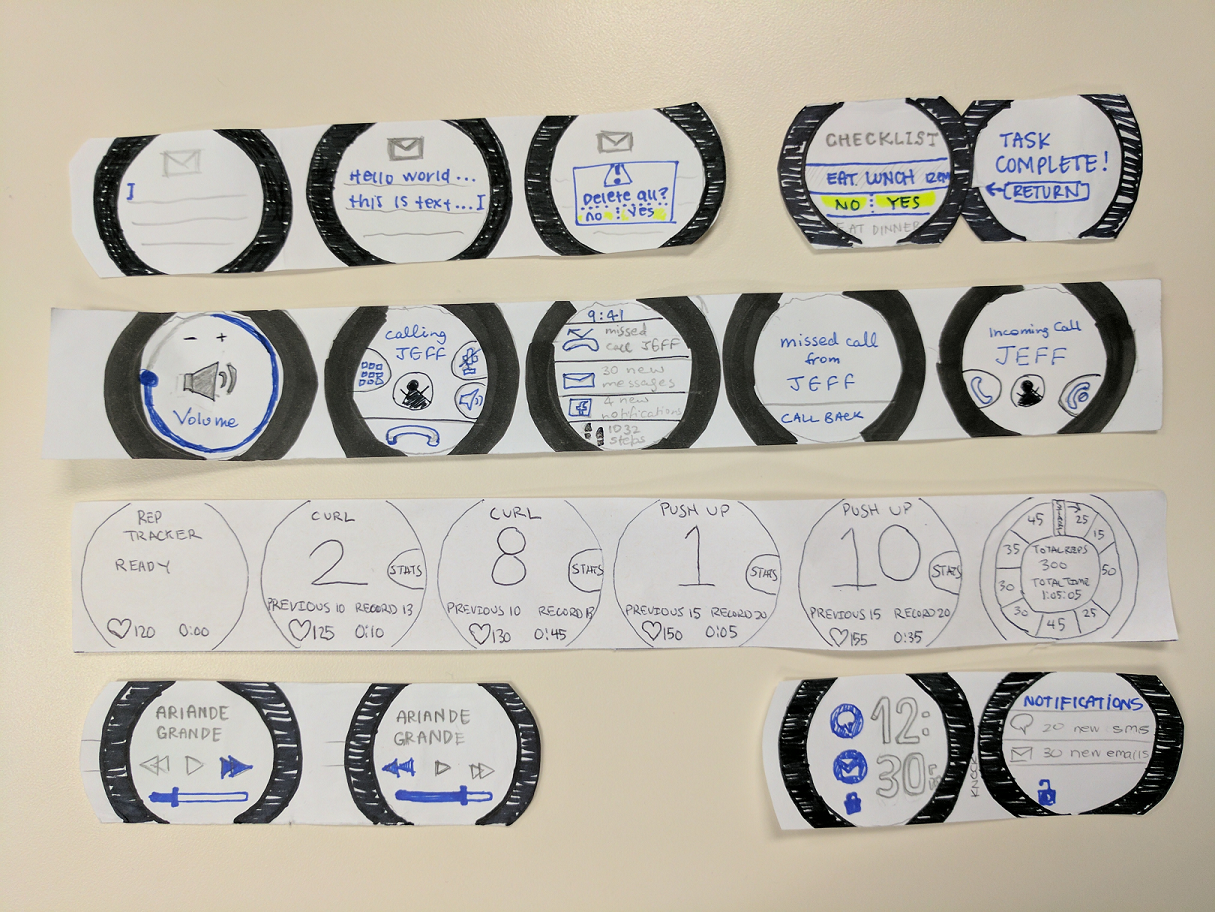 I
Hello world...
this is text...I
Delete all?
no yes
CHECKLIST
EAT LUNCH
NO YES
EAT DINNER
TASK
COMPLETE!
RETURN
- +
Volume
calling
JEFF
9:41
missed
call JEFF
30 new
messages
4 new
notifications
1032
steps
missed call
from
JEFF
CALL BACK
Incoming Call
JEFF
REP
TRACKER
READY
120 0:00
CURL
2
STATS
PREVIOUS 10 RECORD 13
125 0:10
CURL
8
STATS
PREVIOUS 10 RECORD 13
130 0:45
PUSH UP
1
STATS
PREVIOUS 15 RECORD 20
150 0:05
PUSH UP
10
STATS
PREVIOUS 15 RECORD 20
155 0:35
START
25
15
50
25
45
30
30
35
45
TOTAL REPS
300
TOTAL TIME
1:05:05
ARIANDE
GRANDE
ARIANDE
GRANDE
12:
30
KNOCK
NOTIFICATIONS
20 new sms
30 new emails